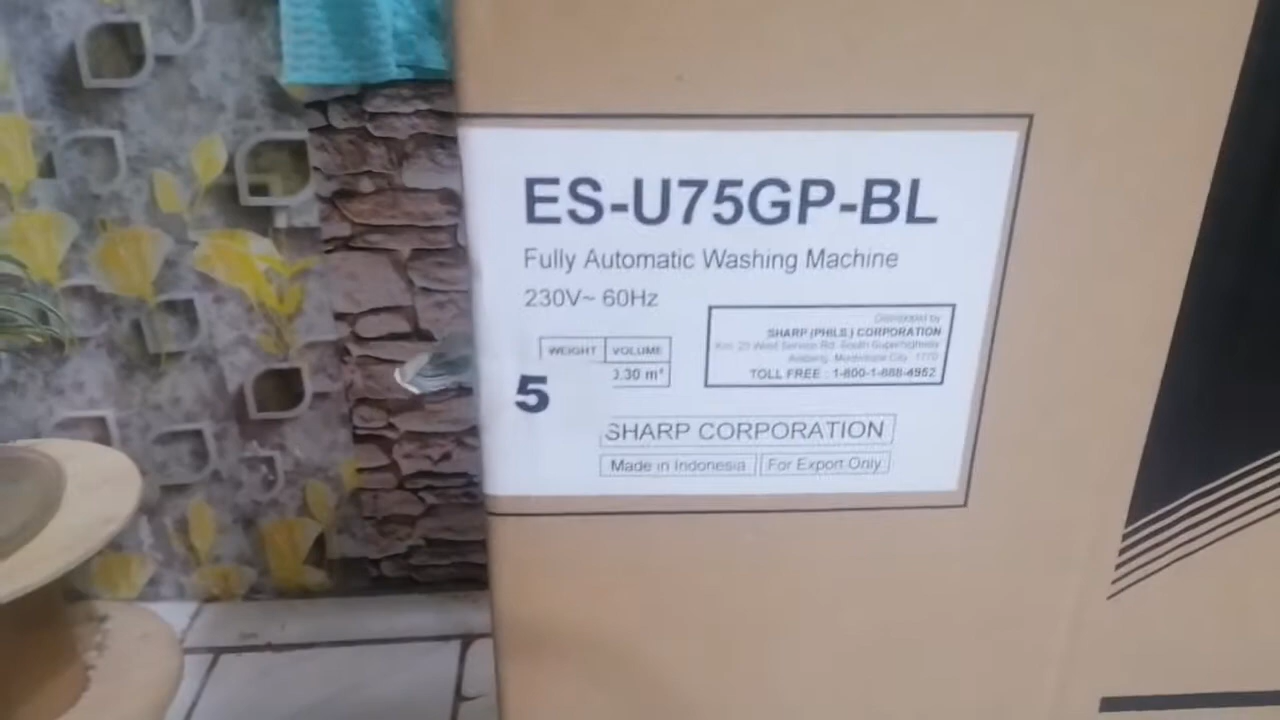 ES-U75GP-BL
Fully Automatic Washing Machine
230V~ 60Hz
Distributed by
SHARP (PHILS.) CORPORATION
Km. 23 West Service Rd. South Superhighway
Alabang, Muntinlupa City 1770
TOLL FREE : 1-800-1-888-4952
WEIGHT VOLUME
.30 m³
5
SHARP CORPORATION
Made in Indonesia For Export Only